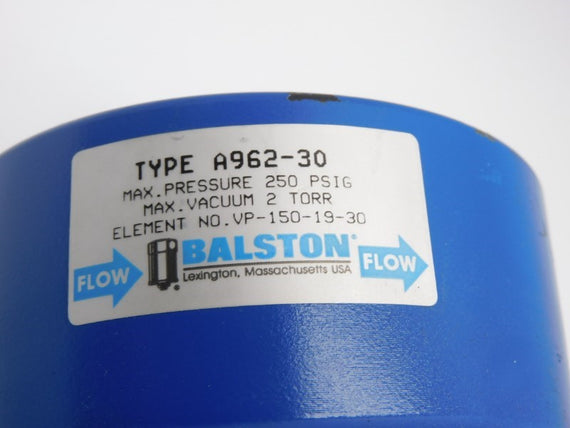 TYPE A962-30
MAX.PRESSURE 250 PSIG
MAX.VACUUM 2 TORR
ELEMENT NO.VP-150-19-30
FLOW BALSTON® FLOW
Lexington, Massachusetts USA